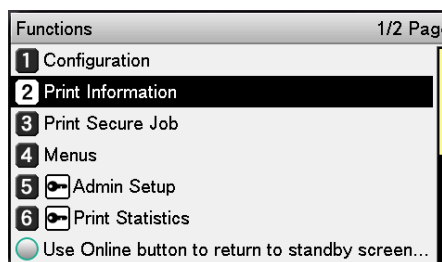 Functions 1/2 Pag
1 Configuration
2 Print Information
3 Print Secure Job
4 Menus
5 Admin Setup
6 Print Statistics
Use Online button to return to standby screen...